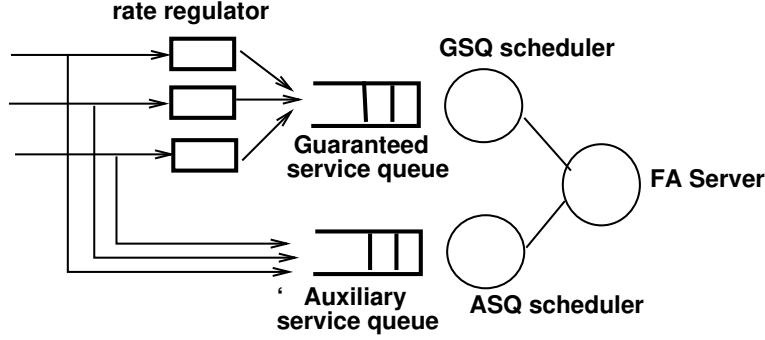 rate regulator
GSQ scheduler
Guaranteed
service queue
FA Server
‘ Auxiliary
service queue
ASQ scheduler